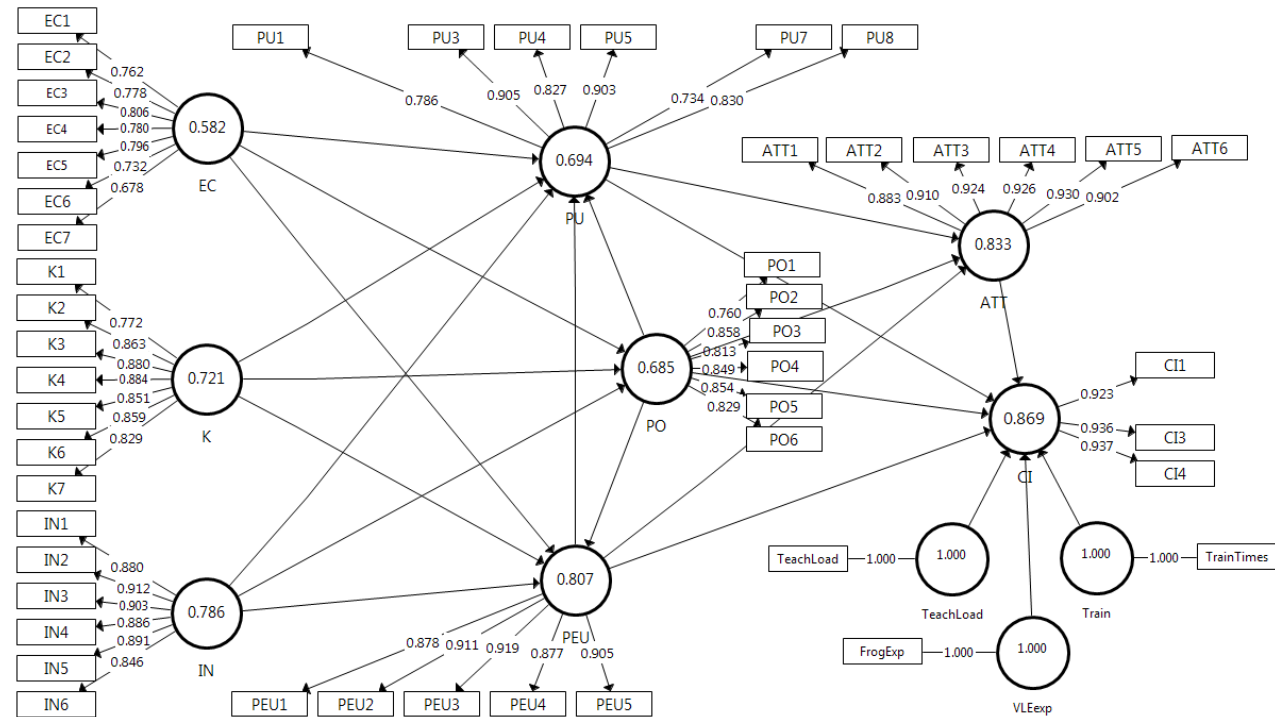 EC1
EC2
EC3
EC4
EC5
EC6
EC7
0.762
0.778
0.806
0.780
0.796
0.732
0.678
0.582
EC
K1
K2
K3
K4
K5
K6
K7
0.772
0.863
0.880
0.884
0.851
0.859
0.829
0.721
K
IN1
IN2
IN3
IN4
IN5
IN6
0.880
0.912
0.903
0.886
0.891
0.846
0.786
IN
PU1
PU3
PU4
PU5
PU7
PU8
0.786
0.905
0.827
0.903
0.734
0.830
0.694
PU
PO1
PO2
PO3
PO4
PO5
PO6
0.760
0.858
0.813
0.849
0.854
0.829
0.685
PO
0.807
PEU
0.878
0.911
0.919
0.877
0.905
PEU1
PEU2
PEU3
PEU4
PEU5
ATT1
ATT2
ATT3
ATT4
ATT5
ATT6
0.883
0.910
0.924
0.926
0.930
0.902
0.833
ATT
CI1
CI3
CI4
0.923
0.936
0.937
0.869
CI
TeachLoad
1.000
1.000
TeachLoad
1.000
1.000
TrainTimes
Train
FrogExp
1.000
1.000
VLEexp